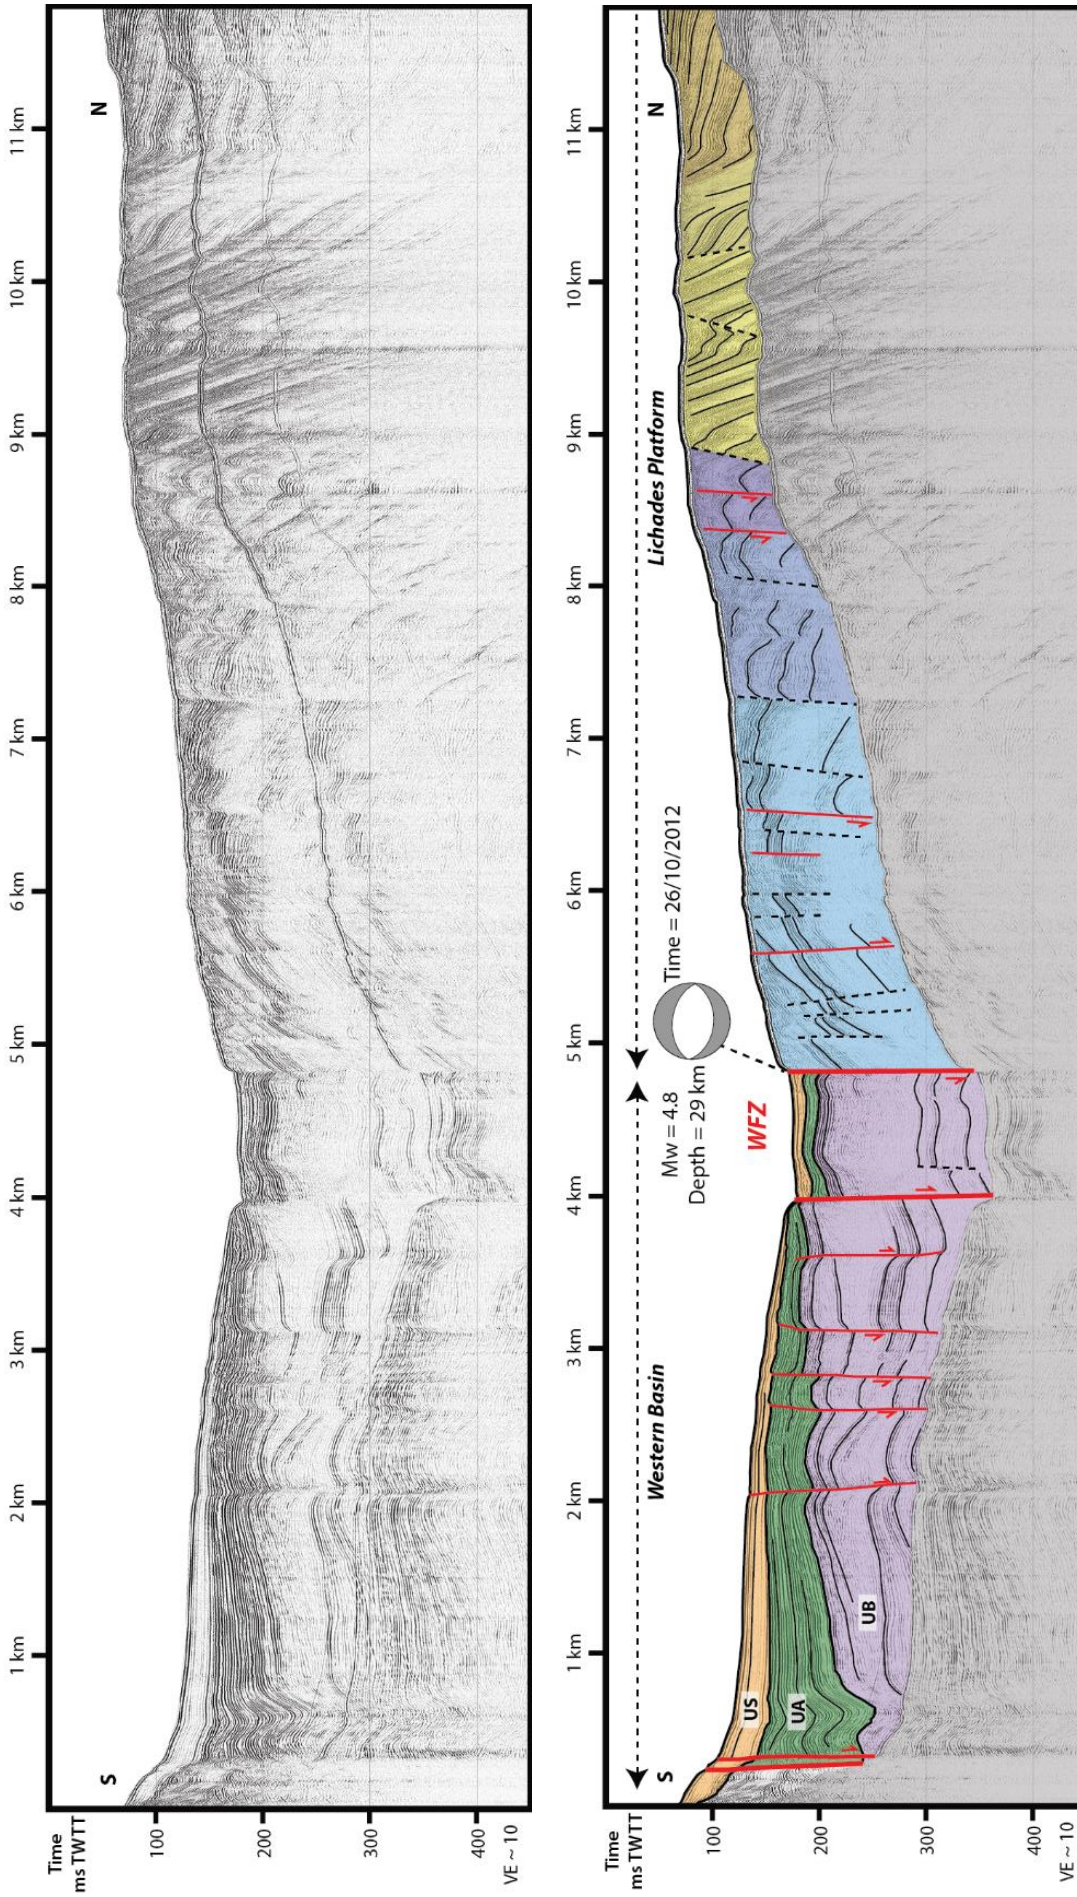 Time
ms TWTT
100
200
300
400
VE ~ 10
S
N
1 km
2 km
3 km
4 km
5 km
6 km
7 km
8 km
9 km
10 km
11 km
Time
ms TWTT
100
200
300
400
VE ~ 10
S
N
1 km
2 km
3 km
4 km
5 km
6 km
7 km
8 km
9 km
10 km
11 km
Western Basin
Lichades Platform
Mw = 4.8
Depth = 29 km
Time = 26/10/2012
WFZ
US
UA
UB